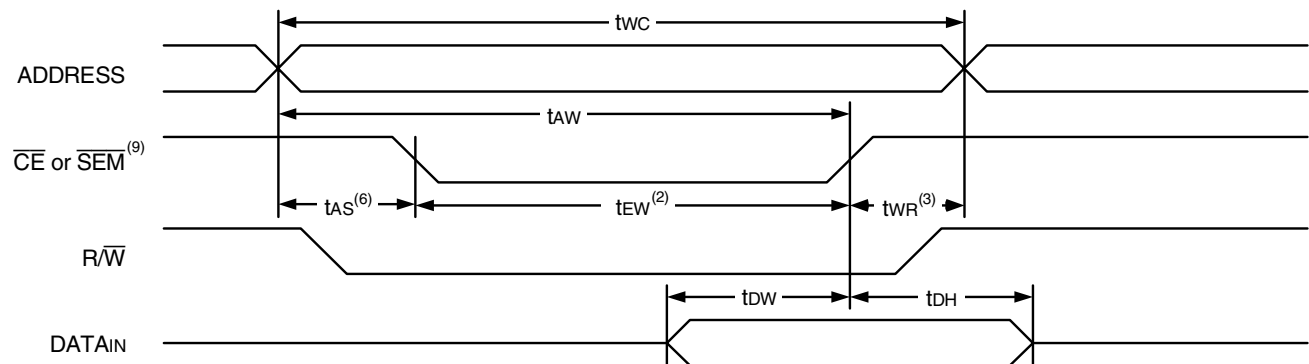 tWC
ADDRESS
tAW
CE or SEM(9)
tAS(6) tEW(2) tWR(3)
R/W
tDW tDH
DATAIN